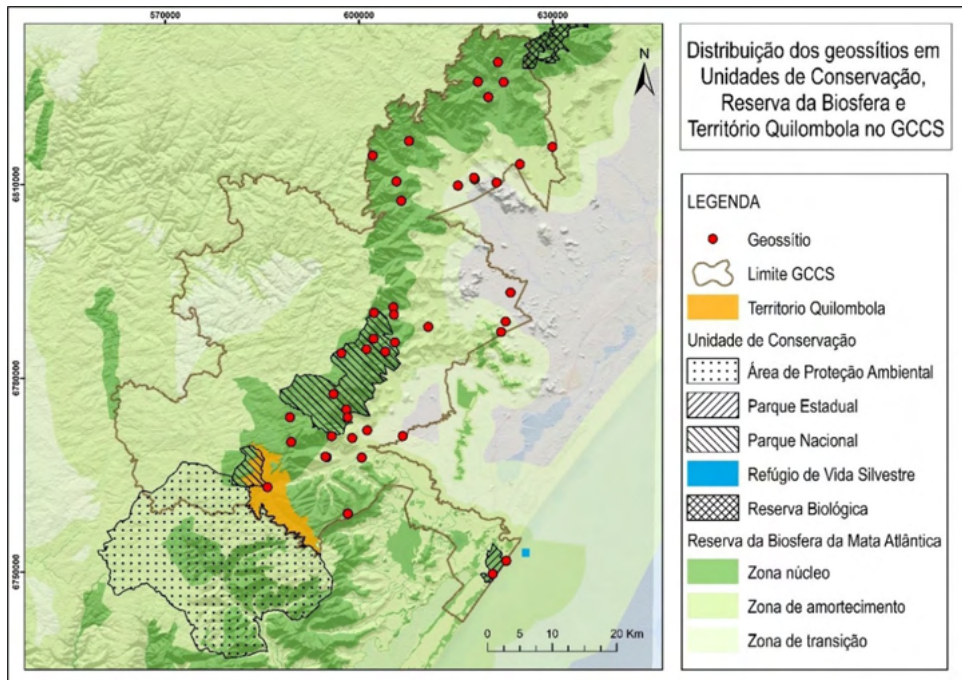 570000
600000
630000
6810000
6780000
6750000
N
0 5 10 20 Km
Distribuição dos geossítios em
Unidades de Conservação,
Reserva da Biosfera e
Território Quilombola no GCCS
LEGENDA
Geossítio
Limite GCCS
Territorio Quilombola
Unidade de Conservação
Área de Proteção Ambiental
Parque Estadual
Parque Nacional
Refúgio de Vida Silvestre
Reserva Biológica
Reserva da Biosfera da Mata Atlântica
Zona núcleo
Zona de amortecimento
Zona de transição